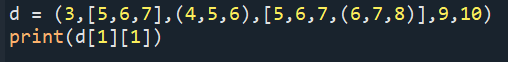 d = (3,[5,6,7],(4,5,6),[5,6,7,(6,7,8)],9,10)
print(d[1][1])